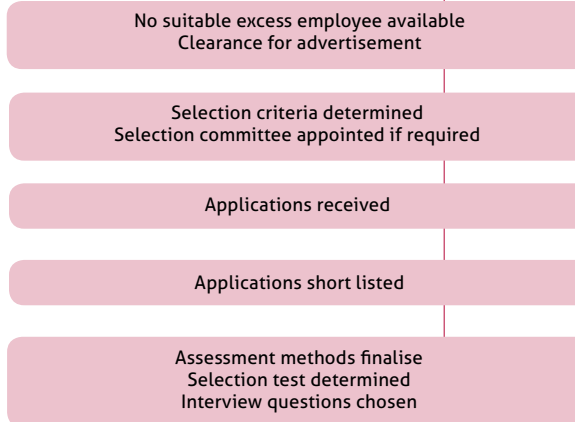 No suitable excess employee available
Clearance for advertisement
Selection criteria determined
Selection committee appointed if required
Applications received
Applications short listed
Assessment methods finalise
Selection test determined
Interview questions chosen